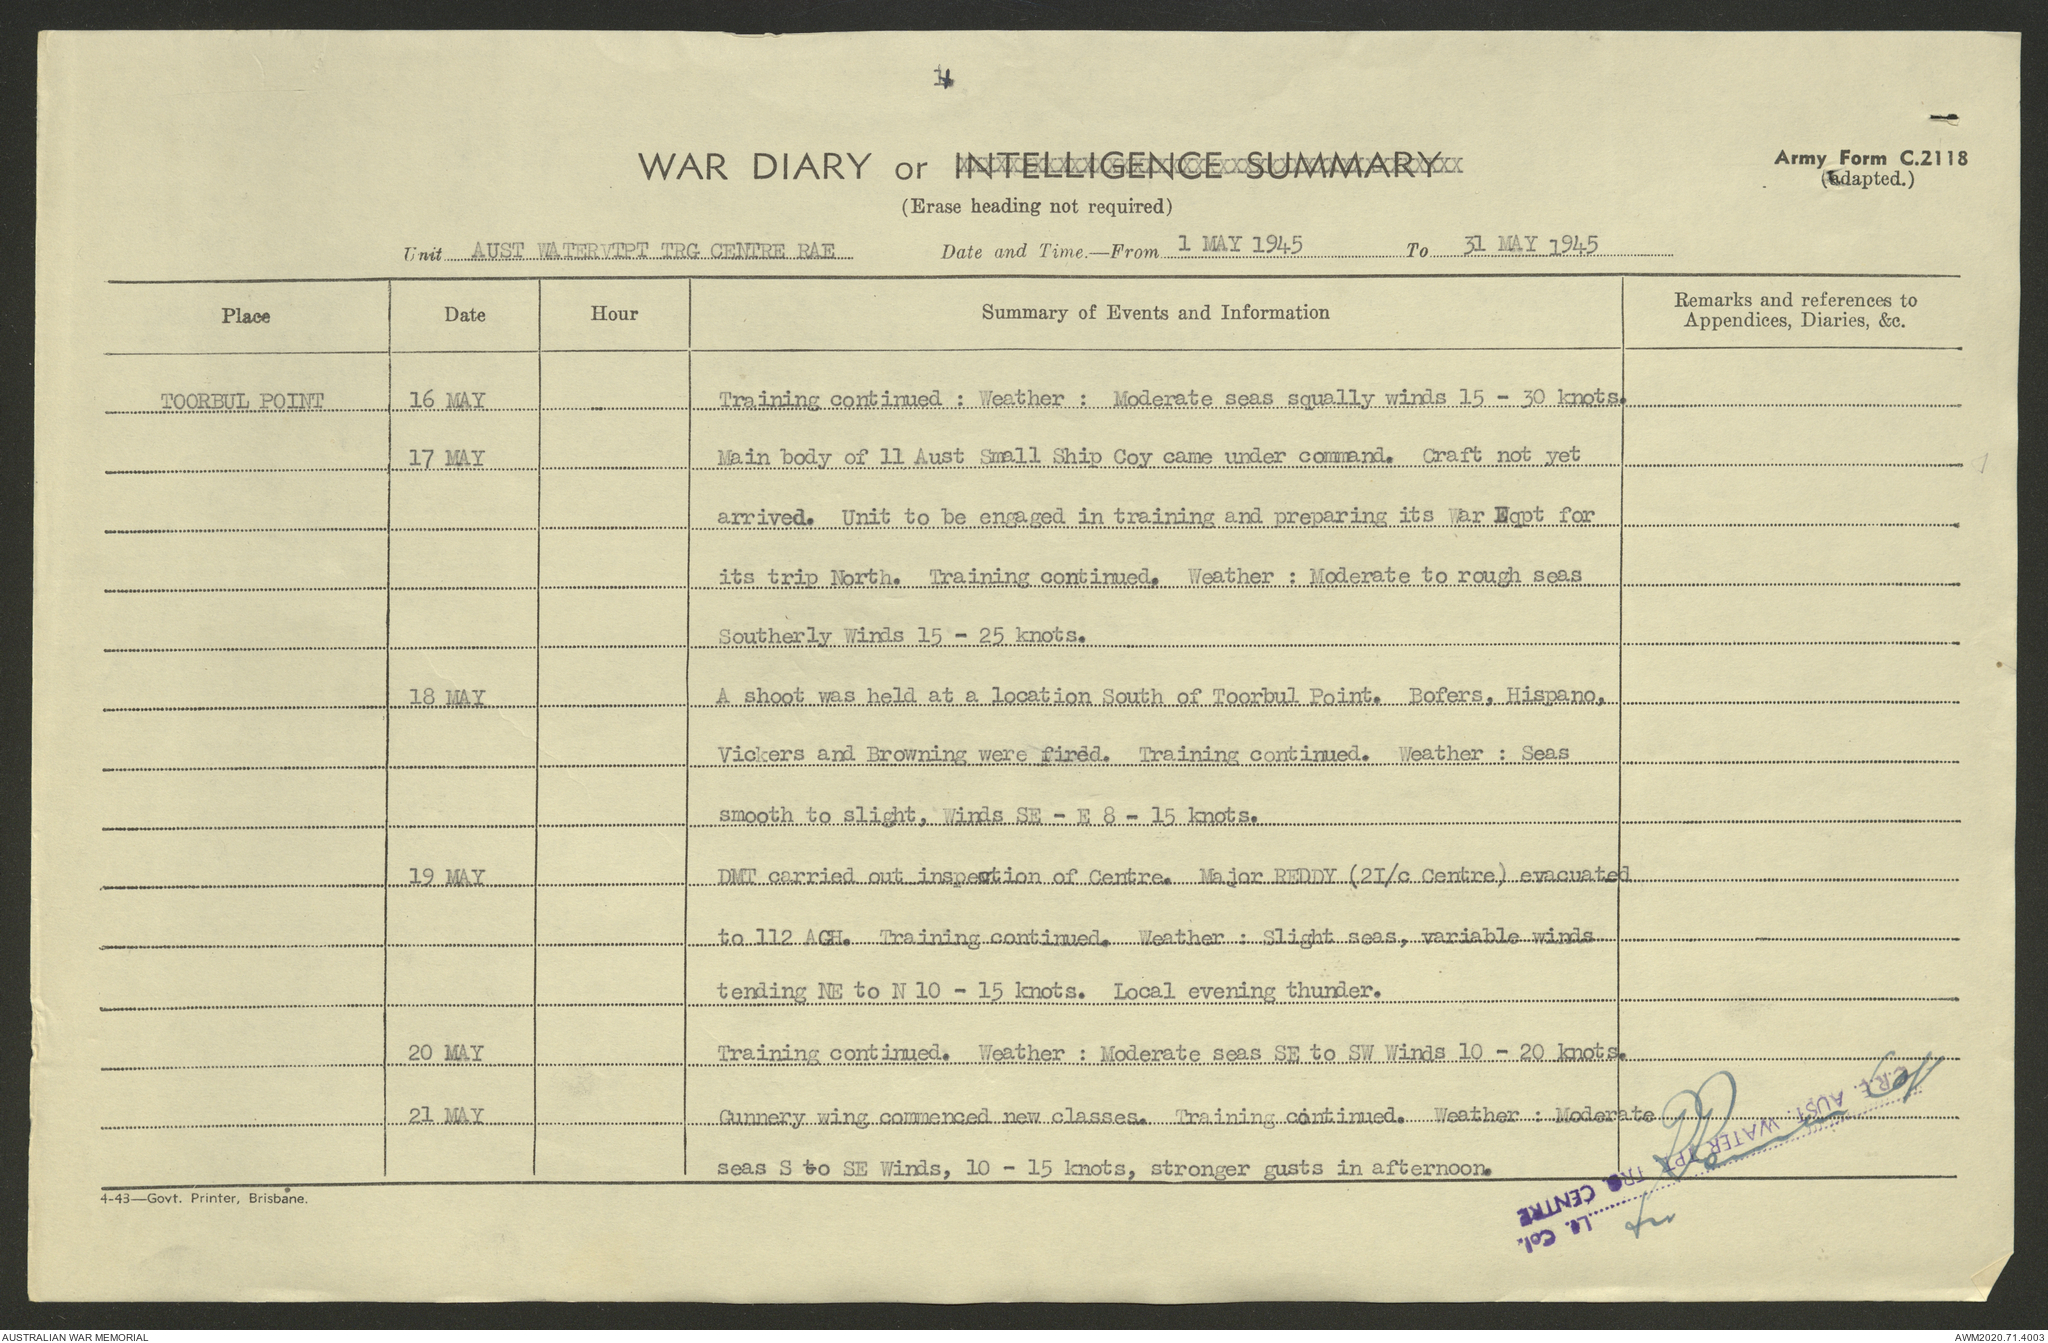 4
WAR DIARY or INTELLIGENCE SUMMARY
Army Form C.2118
(adapted.)
(Erase heading not required)
Unit AUST WATERVTPT TRG CENTRE RAE Date and Time.—From 1 MAY 1945 To 31 MAY 1945
Place Date Hour Summary of Events and Information Remarks and references to Appendices, Diaries, &c.
TOORBUL POINT 16 MAY Training continued : Weather : Moderate seas squally winds 15 - 30 knots.
17 MAY Main body of 11 Aust Small Ship Coy came under command. Craft not yet
arrived. Unit to be engaged in training and preparing its War Eqpt for
its trip North. Training continued. Weather : Moderate to rough seas
Southerly Winds 15 - 25 knots.
18 MAY A shoot was held at a location South of Toorbul Point. Bofers, Hispano,
Vickers and Browning were fired. Training continued. Weather : Seas
smooth to slight, Winds SE - E 8 - 15 knots.
19 MAY DMT carried out inspection of Centre. Major REDDY (2I/c Centre) evacuated
to 112 AGH. Training continued. Weather : Slight seas, variable winds
tending NE to N 10 - 15 knots. Local evening thunder.
20 MAY Training continued. Weather : Moderate seas SE to SW Winds 10 - 20 knots.
21 MAY Gunnery wing commenced new classes. Training continued. Weather : Moderate
seas S to SE Winds, 10 - 15 knots, stronger gusts in afternoon.
Lt. Col.
AUST. WATER TPT TRG CENTRE
4-43—Govt. Printer, Brisbane.
AUSTRALIAN WAR MEMORIAL
AWM2020.71.4003